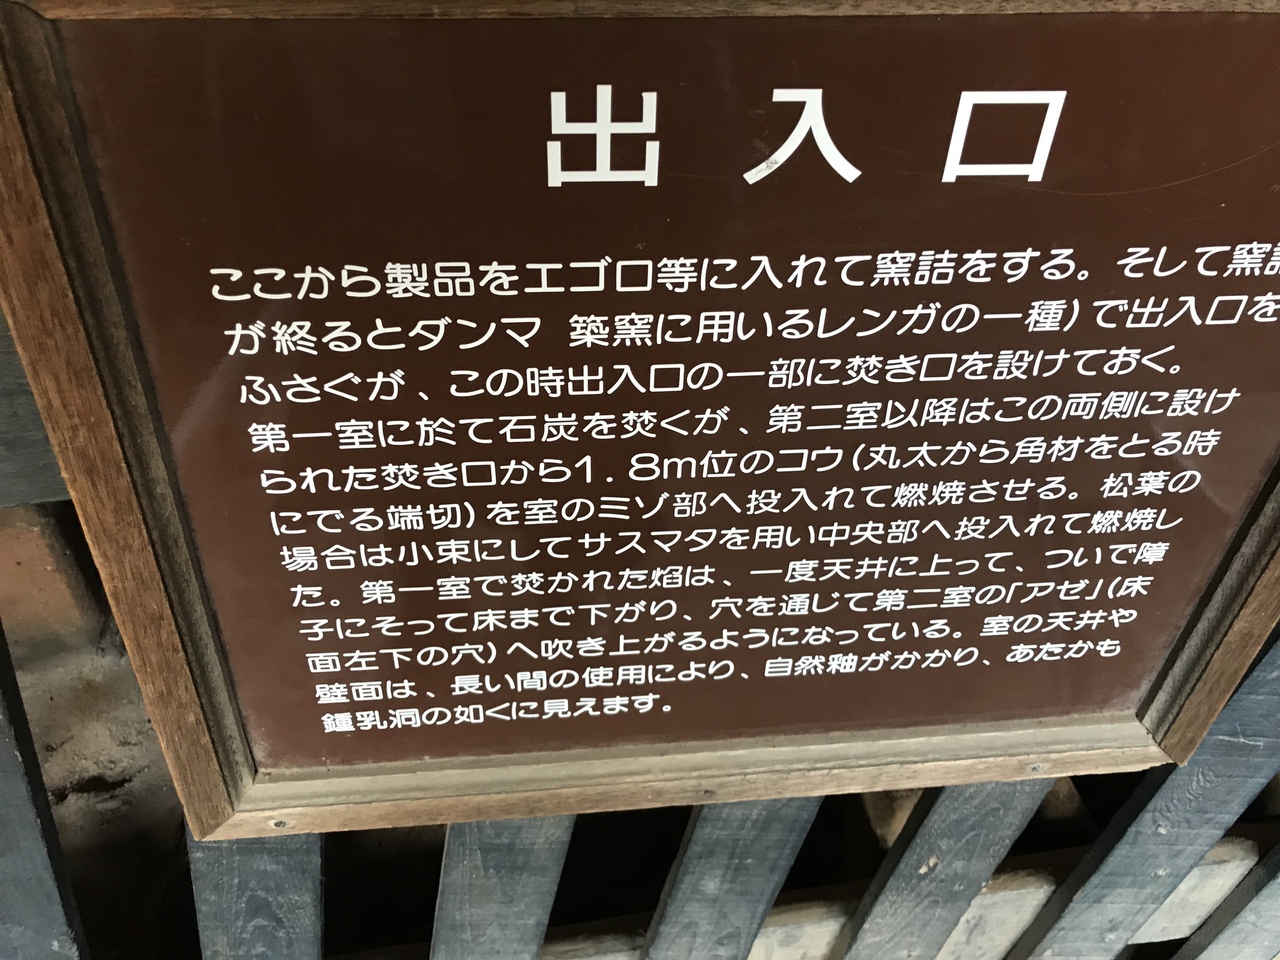 出入口
ここから製品をエゴロ等に入れて窯詰をする。そして窯詰
が終るとダンマ 築窯に用いるレンガの一種)で出入口を
ふさぐが、この時出入口の一部に焚き口を設けておく。
第一室に於て石炭を焚くが、第二室以降はこの両側に設け
られた焚き口から1.8m位のコウ(丸太から角材をとる時
にでる端切)を室のミゾ部へ投入れて燃焼させる。松葉の
場合は小束にしてサスマタを用い中央部へ投入れて燃焼し
た。第一室で焚かれた焰は、一度天井に上って、ついで障
子にそって床まで下がり、穴を通じて第二室の「アゼ」(床
面左下の穴)へ吹き上がるようになっている。室の天井や
壁面は、長い間の使用により、自然釉がかかり、あたかも
鍾乳洞の如くに見えます。